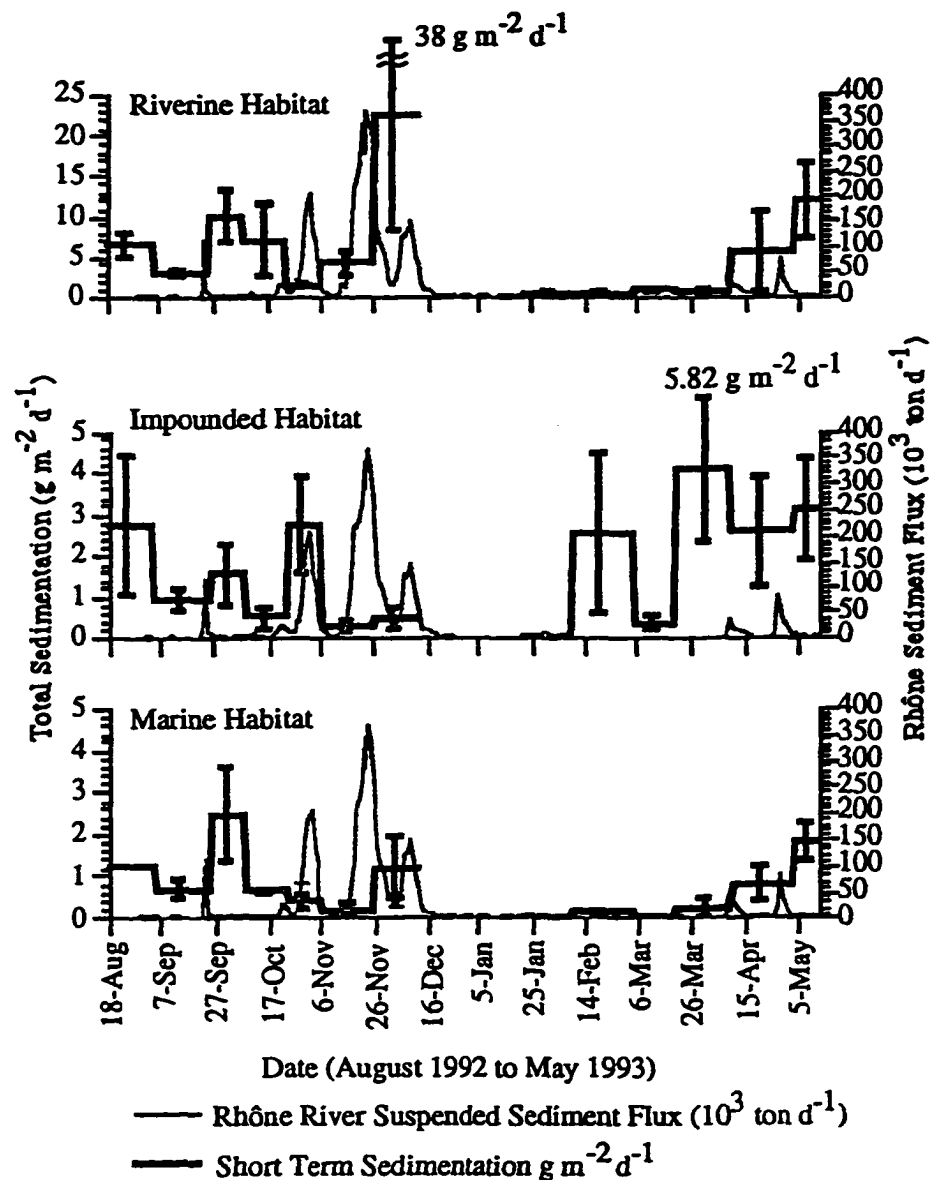 38 g m-2 d-1
Riverine Habitat
25
20
15
10
5
0
400
350
300
250
200
150
100
50
0
5.82 g m-2 d-1
Impounded Habitat
5
4
3
2
1
0
400
350
300
250
200
150
100
50
0
Total Sedimentation (g m-2 d-1)
Rhône Sediment Flux (10^3 ton d-1)
Marine Habitat
5
4
3
2
1
0
400
350
300
250
200
150
100
50
0
18-Aug
7-Sep
27-Sep
17-Oct
6-Nov
26-Nov
16-Dec
5-Jan
25-Jan
14-Feb
6-Mar
26-Mar
15-Apr
5-May
Date (August 1992 to May 1993)
Rhône River Suspended Sediment Flux (10^3 ton d-1)
Short Term Sedimentation g m-2 d-1